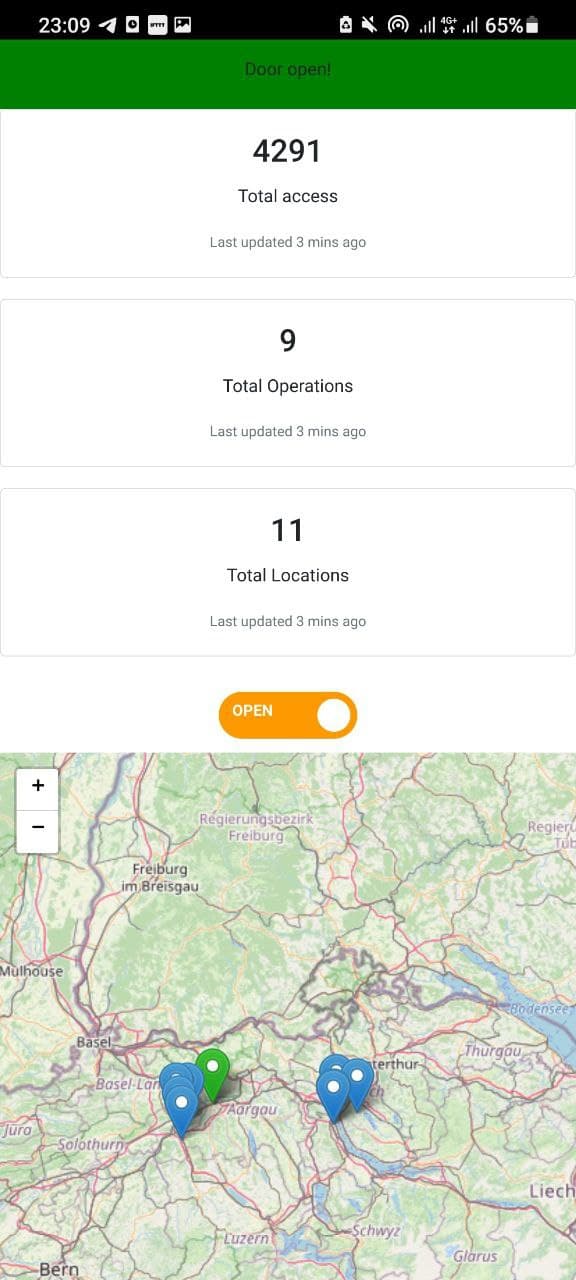 23:09
4G+
65%
Door open!
4291
Total access
Last updated 3 mins ago
9
Total Operations
Last updated 3 mins ago
11
Total Locations
Last updated 3 mins ago
OPEN
+
−
Regierungsbezirk
Freiburg
Regieru
Tüb
Freiburg
im Breisgau
Mulhouse
Bodensee
Basel
Thurgau
terthur
Basel-Lan
ch
Aargau
Jura
Solothurn
Liech
Luzern
Schwyz
Glarus
Bern